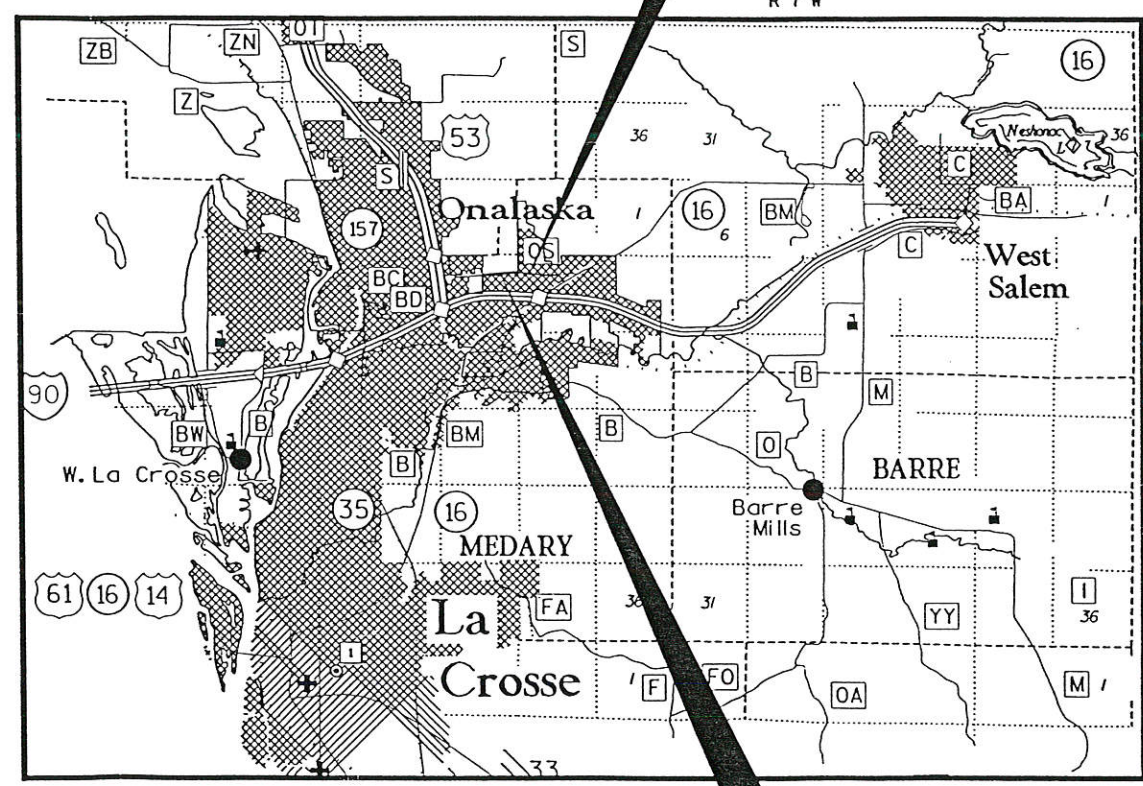 R 7 W
ZB
ZN
OT
S
16
Z
53
36
31
Neshonoc
L
36
S
C
157
Onalaska
16
1
6
BM
BA
1
OS
C
West
Salem
BC
BD
90
B
M
BW
B
BM
B
B
O
W. La Crosse
BARRE
35
16
Barre
Mills
MEDARY
61
16
14
FA
36
31
I
36
La
YY
1
Crosse
1
F
FO
OA
M
1
33